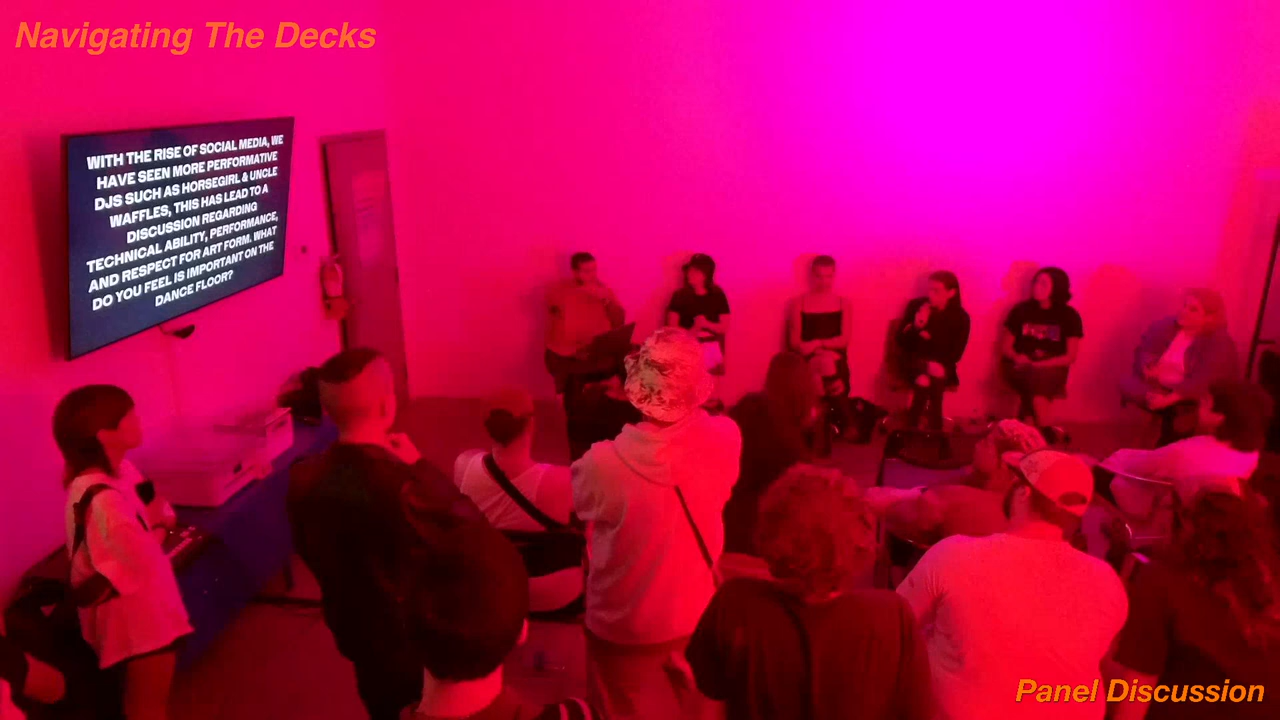 Navigating The Decks
WITH THE RISE OF SOCIAL MEDIA, WE
HAVE SEEN MORE PERFORMATIVE
DJS SUCH AS HORSEGIRL & UNCLE
WAFFLES, THIS HAS LEAD TO A
DISCUSSION REGARDING
TECHNICAL ABILITY, PERFORMANCE,
AND RESPECT FOR ART FORM. WHAT
DO YOU FEEL IS IMPORTANT ON THE
DANCE FLOOR?
Panel Discussion